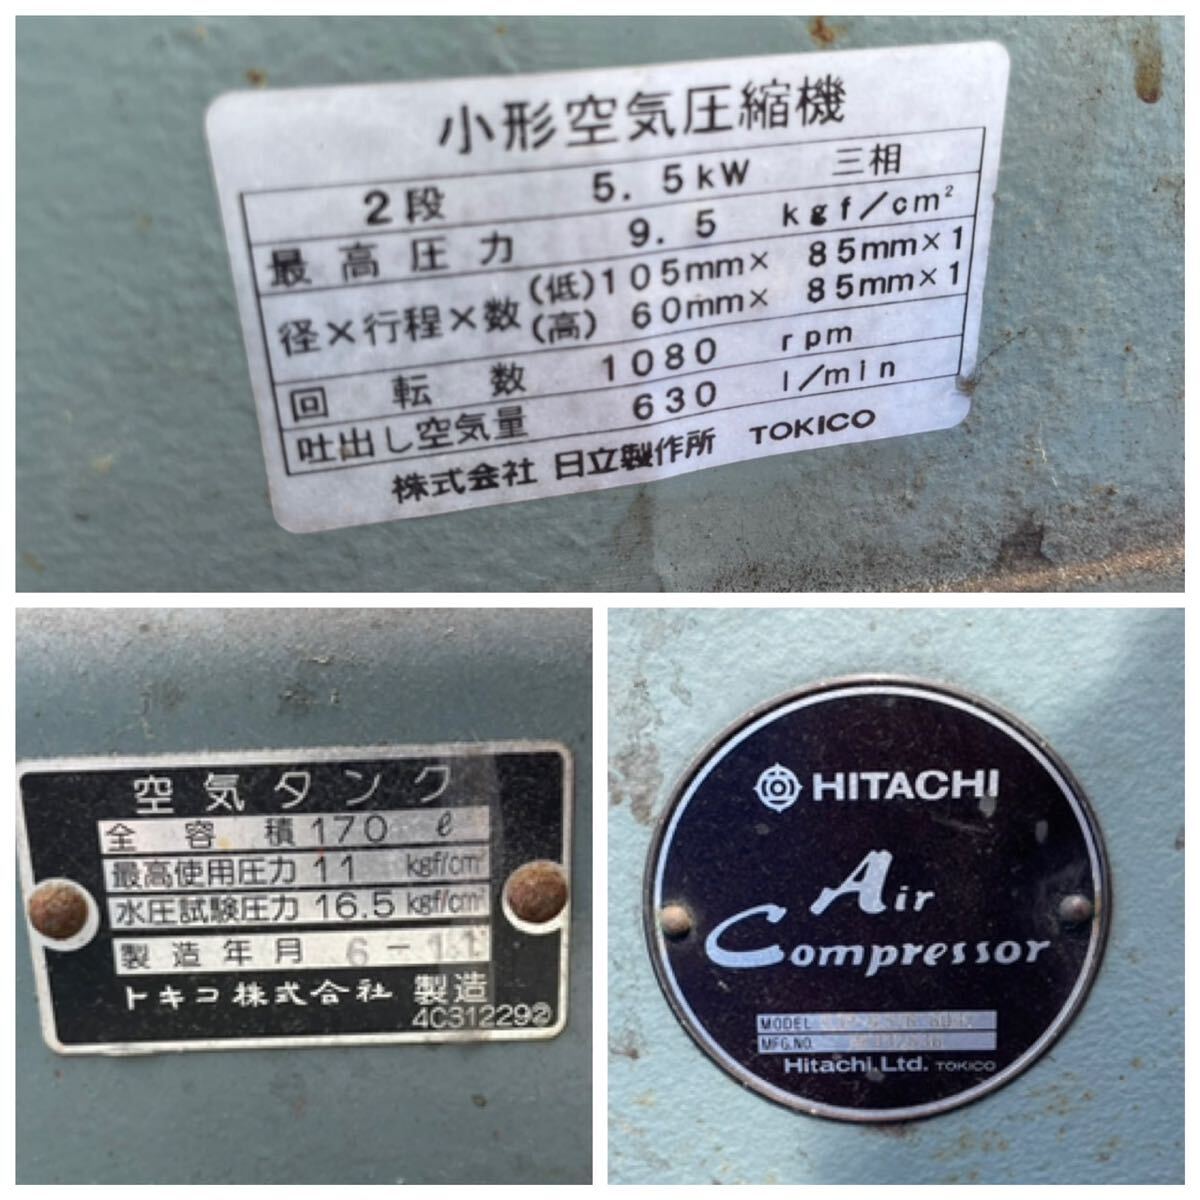 小形空気圧縮機
2段 5.5kW 三相
最高圧力 9.5 kgf/cm²
径×行程×数 (低)105mm× 85mm×1
(高) 60mm× 85mm×1
回転数 1080 rpm
吐出し空気量 630 l/min
株式会社 日立製作所 TOKICO
空気タンク
全容積 170 ℓ
最高使用圧力 11 kgf/cm²
水圧試験圧力 16.5 kgf/cm²
製造年月 6-11
トキコ株式会社 製造
4C312292②
HITACHI
Air
Compressor
MODEL
MFG.NO.
Hitachi.Ltd. TOKICO